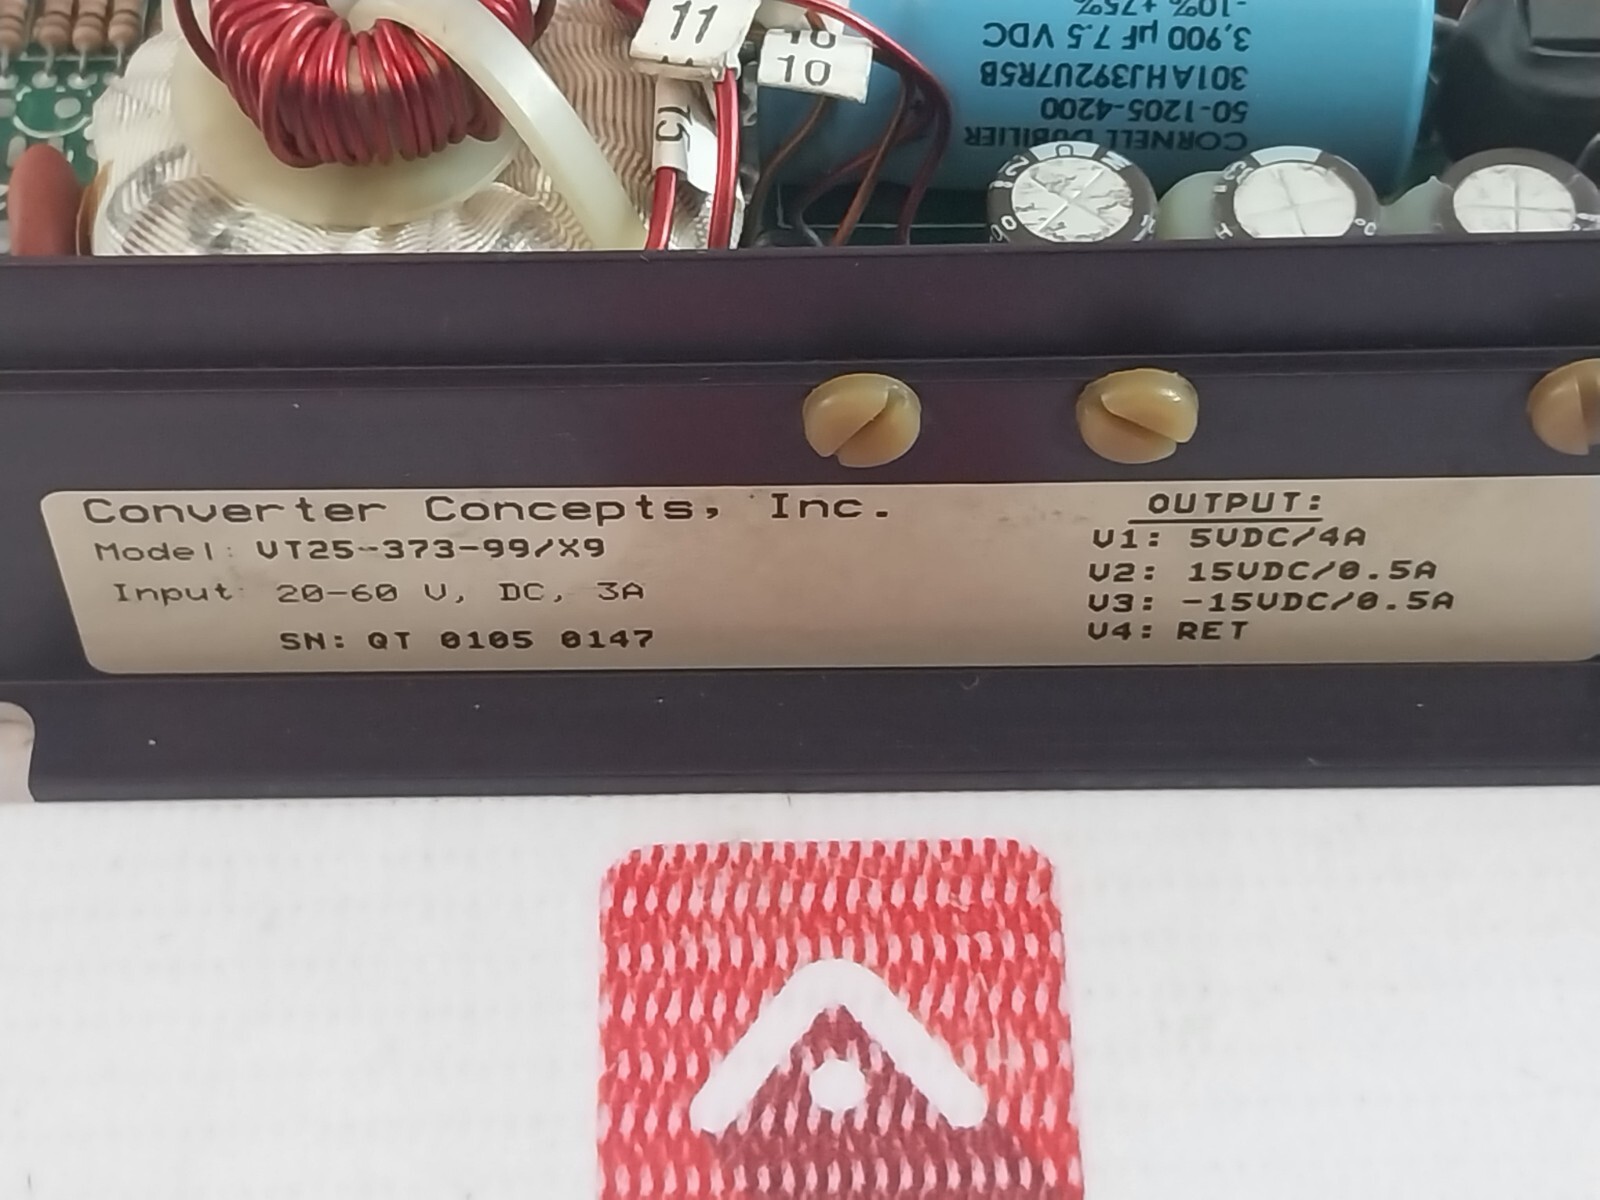 11
10
10
15
-10% +75%
3,900 µF 7.5 VDC
301AHJ392U7R5B
50-1205-4200
CORNELL DUBILIER
Converter Concepts, Inc.
Model: VT25-373-99/X9
Input: 20-60 V, DC, 3A
SN: QT 0105 0147
OUTPUT:
V1: 5VDC/4A
V2: 15VDC/0.5A
V3: -15VDC/0.5A
V4: RET